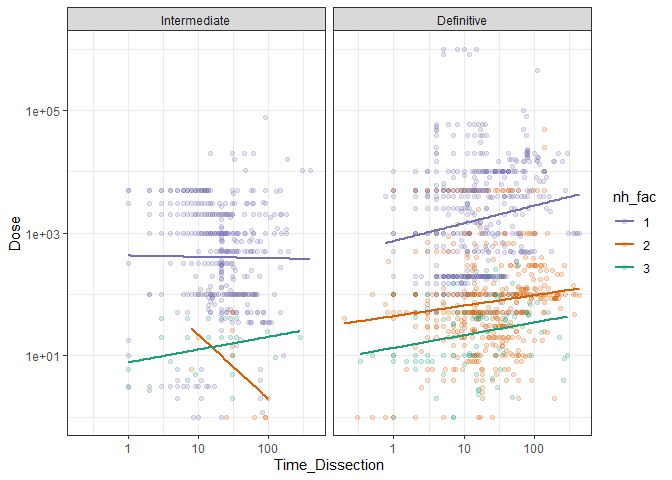 Intermediate
Definitive
1e+05
1e+03
1e+01
Dose
1
10
100
1
10
100
Time_Dissection
nh_fac
1
2
3